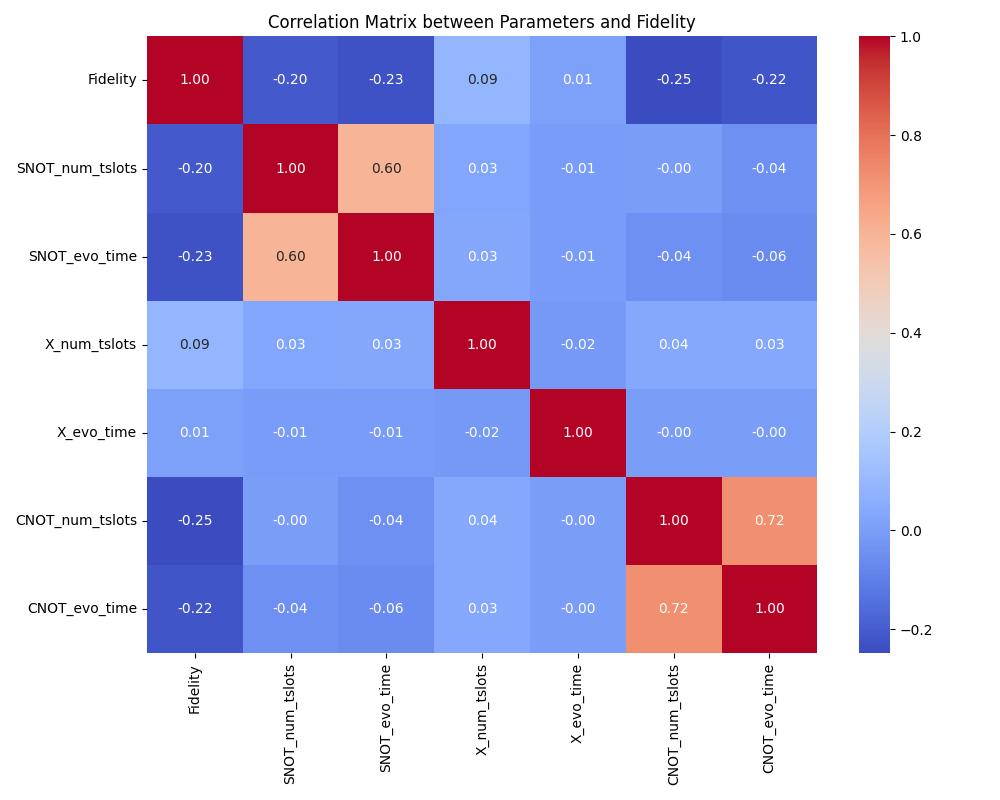 Correlation Matrix between Parameters and Fidelity
Fidelity 1.00 -0.20 -0.23 0.09 0.01 -0.25 -0.22
SNOT_num_tslots -0.20 1.00 0.60 0.03 -0.01 -0.00 -0.04
SNOT_evo_time -0.23 0.60 1.00 0.03 -0.01 -0.04 -0.06
X_num_tslots 0.09 0.03 0.03 1.00 -0.02 0.04 0.03
X_evo_time 0.01 -0.01 -0.01 -0.02 1.00 -0.00 -0.00
CNOT_num_tslots -0.25 -0.00 -0.04 0.04 -0.00 1.00 0.72
CNOT_evo_time -0.22 -0.04 -0.06 0.03 -0.00 0.72 1.00
Fidelity
SNOT_num_tslots
SNOT_evo_time
X_num_tslots
X_evo_time
CNOT_num_tslots
CNOT_evo_time
1.0
0.8
0.6
0.4
0.2
0.0
−0.2